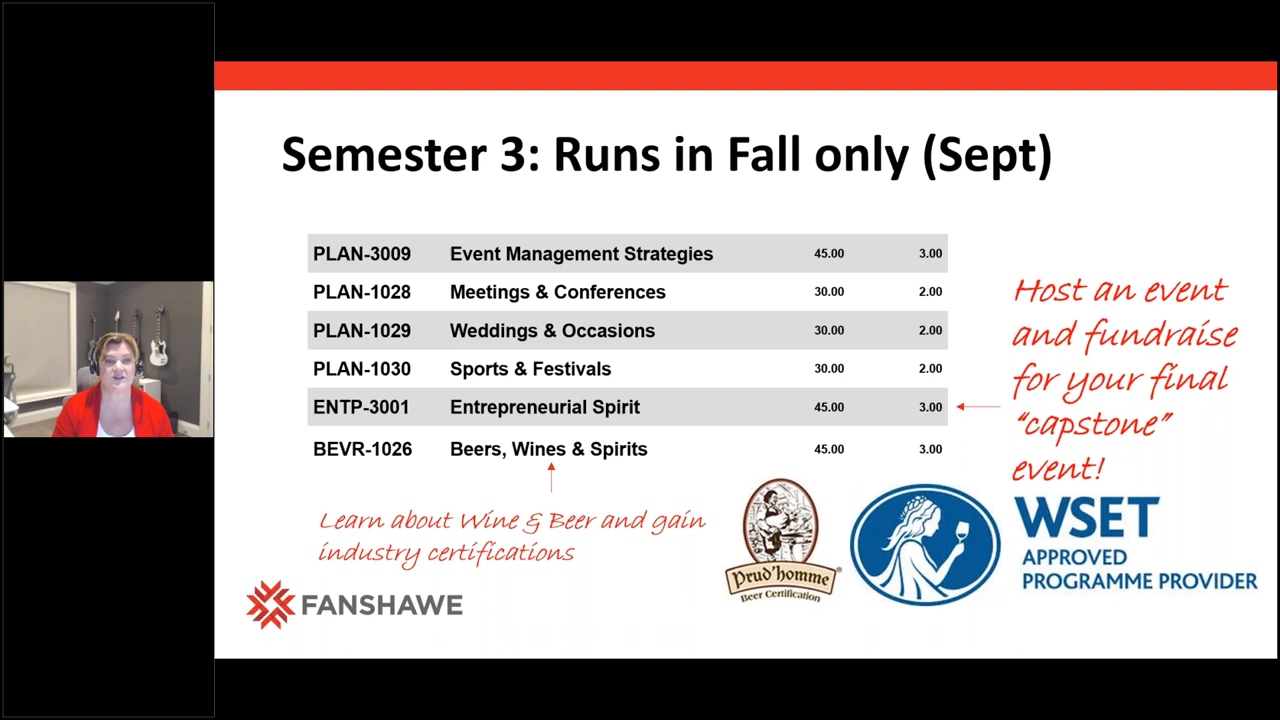 Semester 3: Runs in Fall only (Sept)
PLAN-3009 Event Management Strategies 45.00 3.00
PLAN-1028 Meetings & Conferences 30.00 2.00
PLAN-1029 Weddings & Occasions 30.00 2.00
PLAN-1030 Sports & Festivals 30.00 2.00
ENTP-3001 Entrepreneurial Spirit 45.00 3.00
BEVR-1026 Beers, Wines & Spirits 45.00 3.00
Host an event
and fundraise
for your final
“capstone”
event!
Learn about Wine & Beer and gain
industry certifications
Prud'homme®
Beer Certification
WSET
APPROVED
PROGRAMME PROVIDER
FANSHAWE